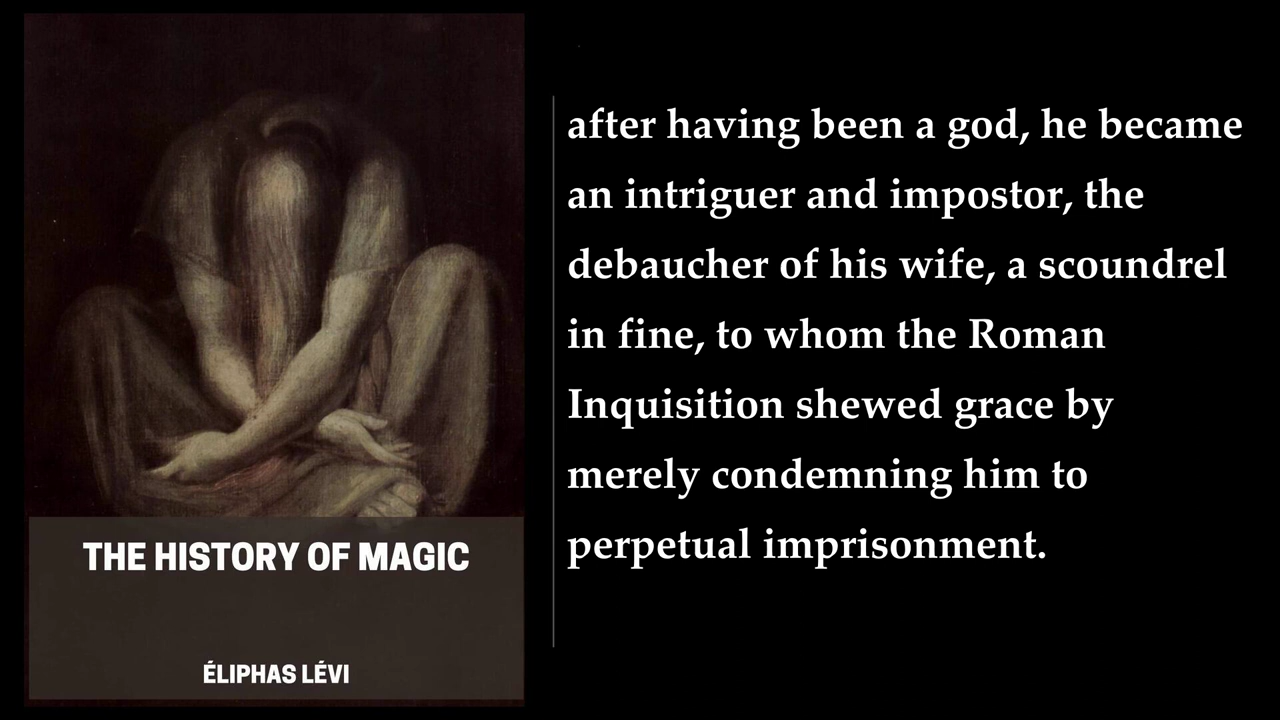 THE HISTORY OF MAGIC
ÉLIPHAS LÉVI
after having been a god, he became
an intriguer and impostor, the
debaucher of his wife, a scoundrel
in fine, to whom the Roman
Inquisition shewed grace by
merely condemning him to
perpetual imprisonment.